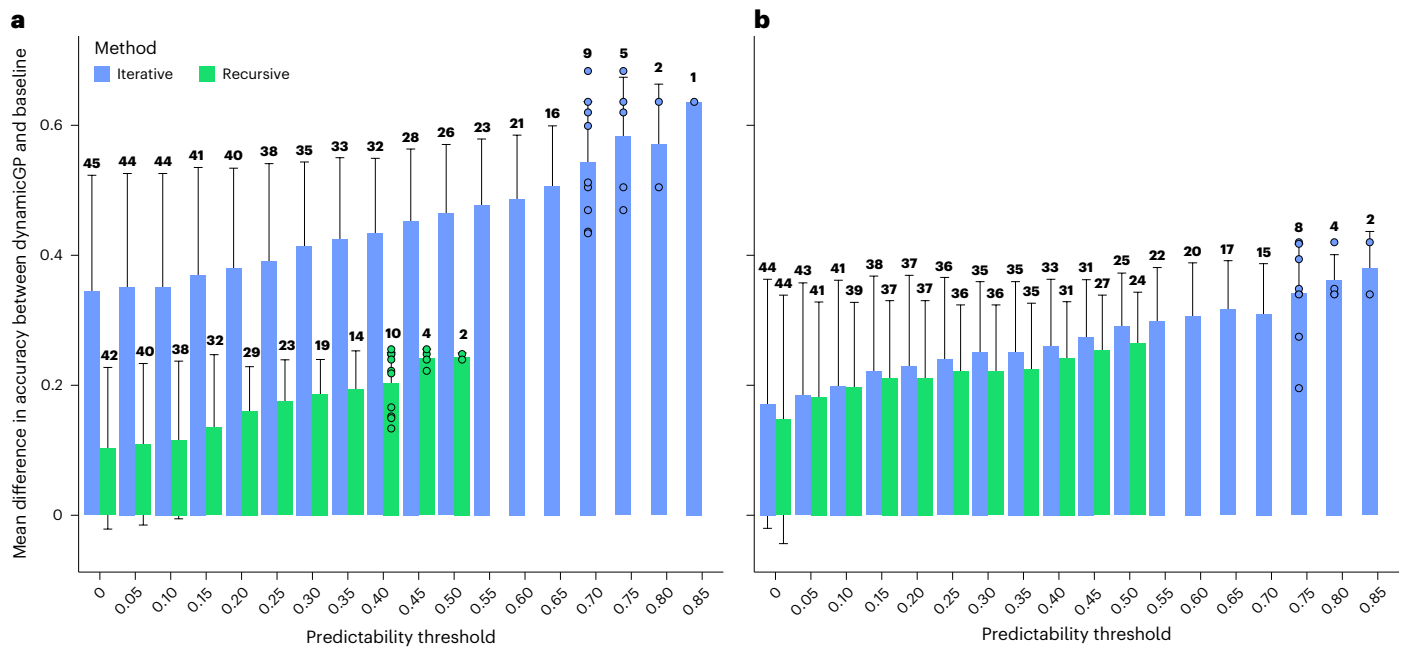 a
b
Method
Iterative
Recursive
Mean difference in accuracy between dynamicGP and baseline
0.6
0.4
0.2
0
45 44 44 41 40 38 35 33 32 28 26 23 21 16 9 5 2 1
42 40 38 32 29 23 19 14 10 4 2
0 0.05 0.10 0.15 0.20 0.25 0.30 0.35 0.40 0.45 0.50 0.55 0.60 0.65 0.70 0.75 0.80 0.85
Predictability threshold
44 43 41 38 37 36 35 35 33 31 25 22 20 17 15 8 4 2
44 41 39 37 37 36 36 35 31 27 24
0 0.05 0.10 0.15 0.20 0.25 0.30 0.35 0.40 0.45 0.50 0.55 0.60 0.65 0.70 0.75 0.80 0.85
Predictability threshold